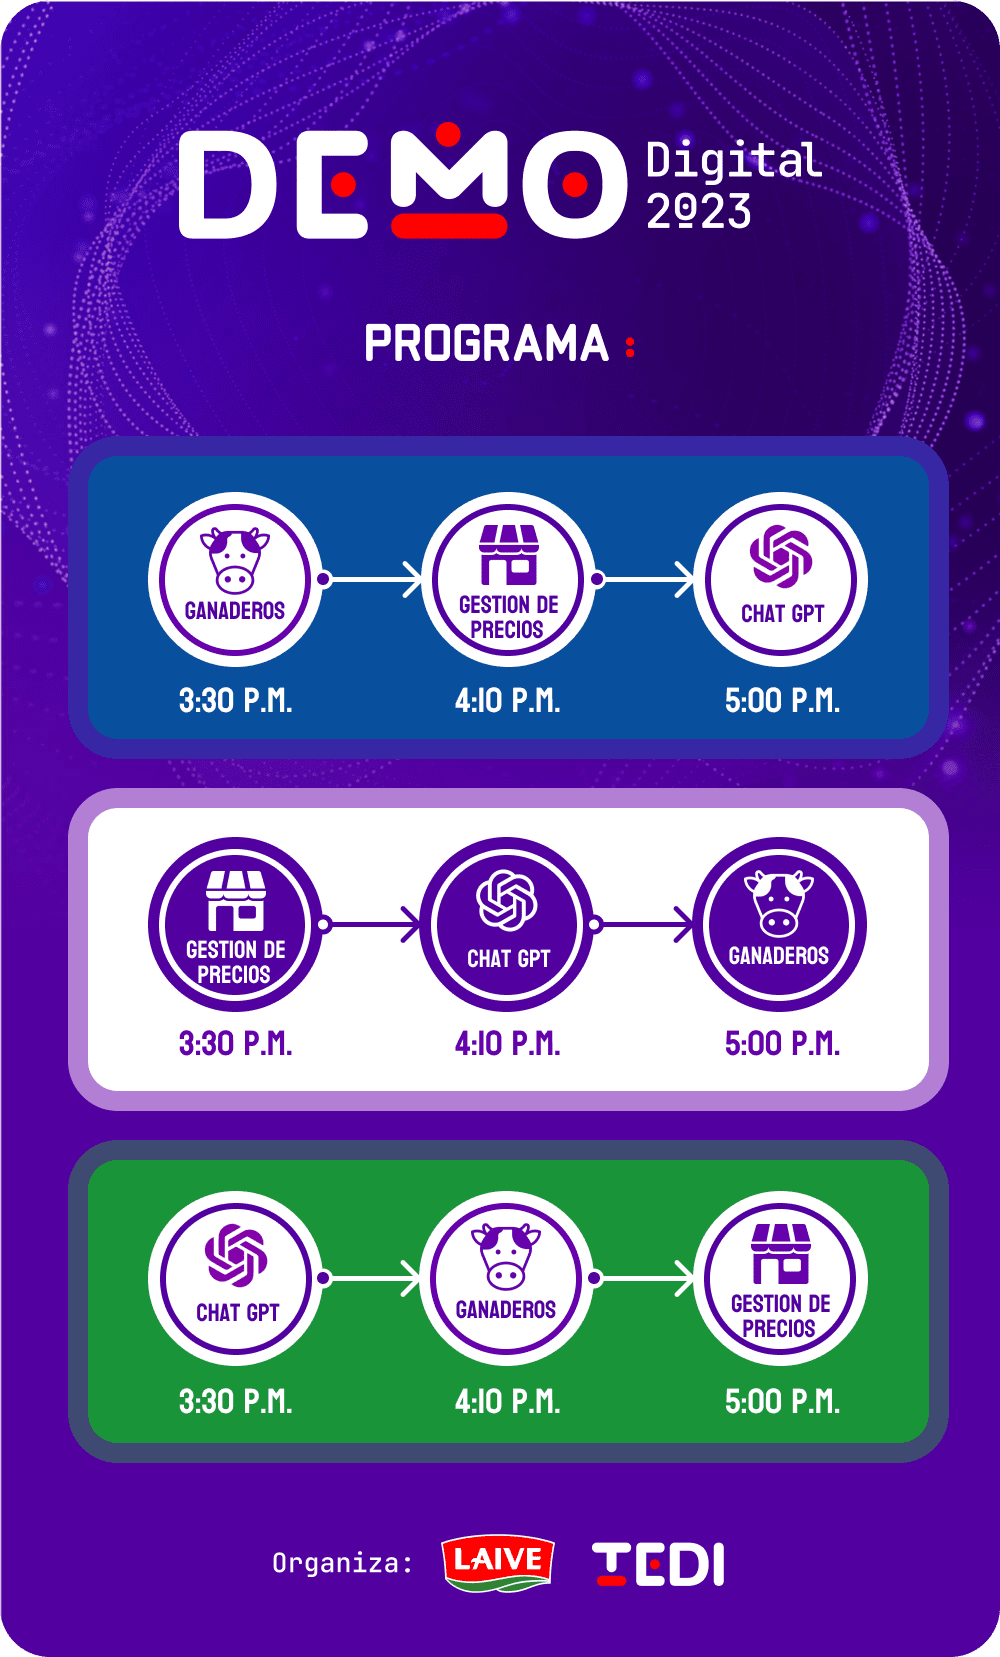 DEMO
Digital
2023
PROGRAMA :
GANADEROS
GESTION DE
PRECIOS
CHAT GPT
3:30 P.M.
4:10 P.M.
5:00 P.M.
GESTION DE
PRECIOS
CHAT GPT
GANADEROS
3:30 P.M.
4:10 P.M.
5:00 P.M.
CHAT GPT
GANADEROS
GESTION DE
PRECIOS
3:30 P.M.
4:10 P.M.
5:00 P.M.
Organiza:
LAIVE
TEDI